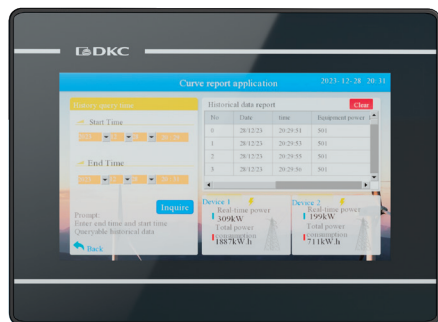 DKC
Curve report application
2023-12-28 20:31
History query time
Start Time
End Time
Inquire
Prompt:
Enter end time and start time
Queryable historical data
Back
Historical data report
Clear
No Date time Equipment power
0 28/12/23 20:29:54 501
1 28/12/23 20:29:53 501
2 28/12/23 20:29:55 501
3 28/12/23 20:29:56 501
Device 1
Real-time power
309kW
Total power
consumption
1887kW.h
Device 2
Real-time power
199kW
Total power
consumption
711kW.h